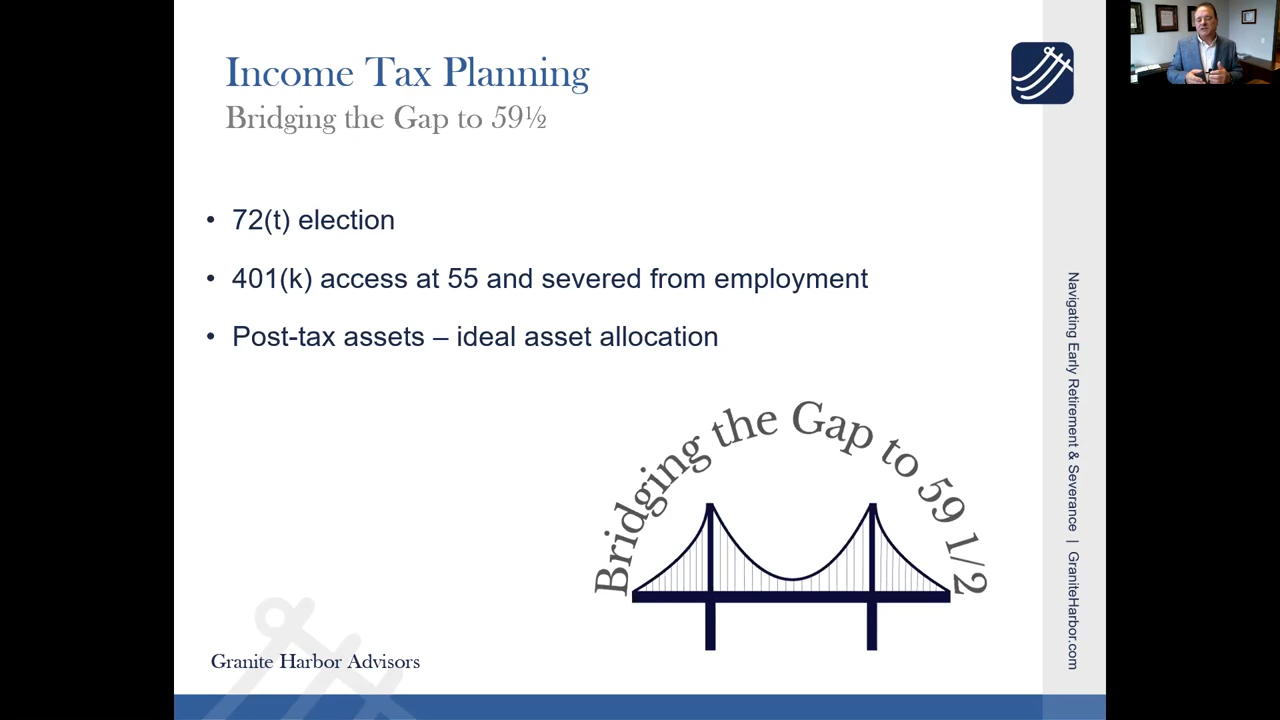 Income Tax Planning
Bridging the Gap to 59½
• 72(t) election
• 401(k) access at 55 and severed from employment
• Post-tax assets – ideal asset allocation
Bridging the Gap to 59 1/2
Granite Harbor Advisors
Navigating Early Retirement & Severance | GraniteHarbor.com